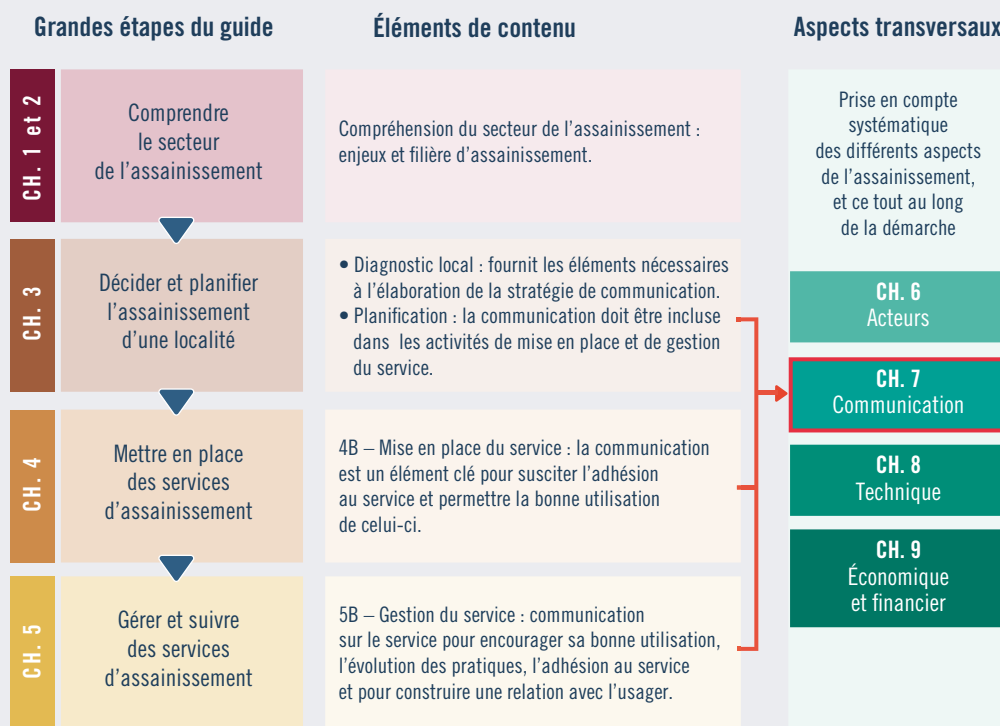 Grandes étapes du guide
Éléments de contenu
Aspects transversaux
CH. 1 et 2
Comprendre
le secteur
de l’assainissement
Compréhension du secteur de l’assainissement :
enjeux et filière d’assainissement.
Prise en compte
systématique
des différents aspects
de l’assainissement,
et ce tout au long
de la démarche
CH. 3
Décider et planifier
l’assainissement
d’une localité
• Diagnostic local : fournit les éléments nécessaires
à l’élaboration de la stratégie de communication.
• Planification : la communication doit être incluse
dans les activités de mise en place et de gestion
du service.
CH. 6
Acteurs
CH. 7
Communication
CH. 4
Mettre en place
des services
d’assainissement
4B – Mise en place du service : la communication
est un élément clé pour susciter l’adhésion
au service et permettre la bonne utilisation
de celui-ci.
CH. 8
Technique
CH. 9
Économique
et financier
CH. 5
Gérer et suivre
des services
d’assainissement
5B – Gestion du service : communication
sur le service pour encourager sa bonne utilisation,
l’évolution des pratiques, l’adhésion au service
et pour construire une relation avec l’usager.